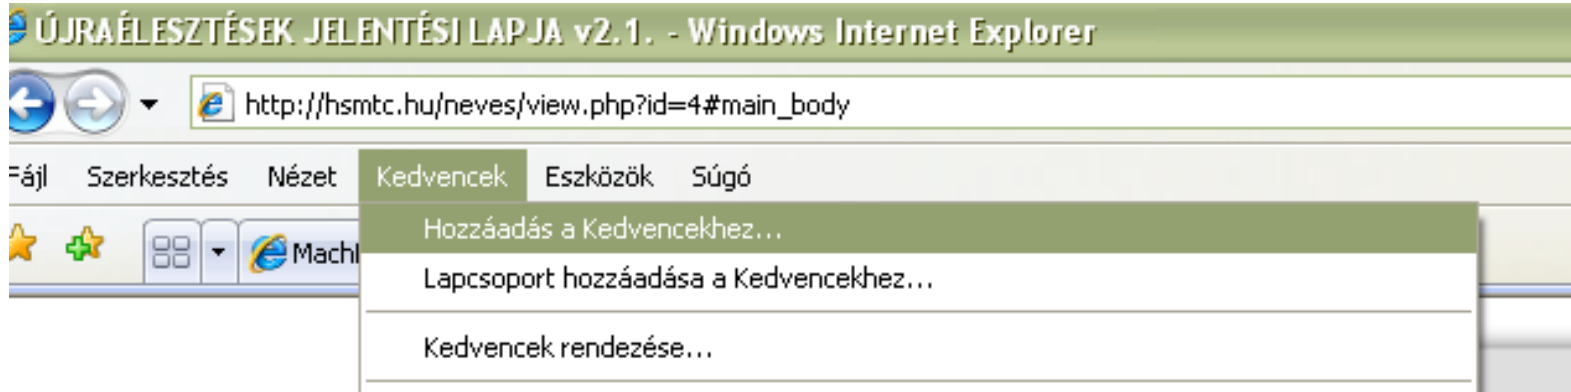 ÚJRAÉLESZTÉSEK JELENTÉSI LAPJA v2.1. - Windows Internet Explorer
http://hsmtc.hu/neves/view.php?id=4#main_body
Fájl Szerkesztés Nézet Kedvencek Eszközök Súgó
Hozzáadás a Kedvencekhez...
Lapcsoport hozzáadása a Kedvencekhez...
Kedvencek rendezése...